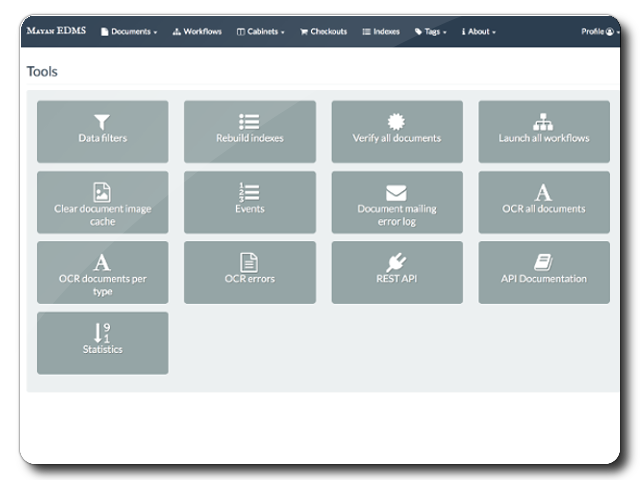 Mayan EDMS Documents Workflows Cabinets Checkouts Indexes Tags About Profile
Tools
Data filters
Rebuild indexes
Verify all documents
Launch all workflows
Clear document image
cache
Events
Document mailing
error log
OCR all documents
OCR documents per
type
OCR errors
REST API
API Documentation
Statistics